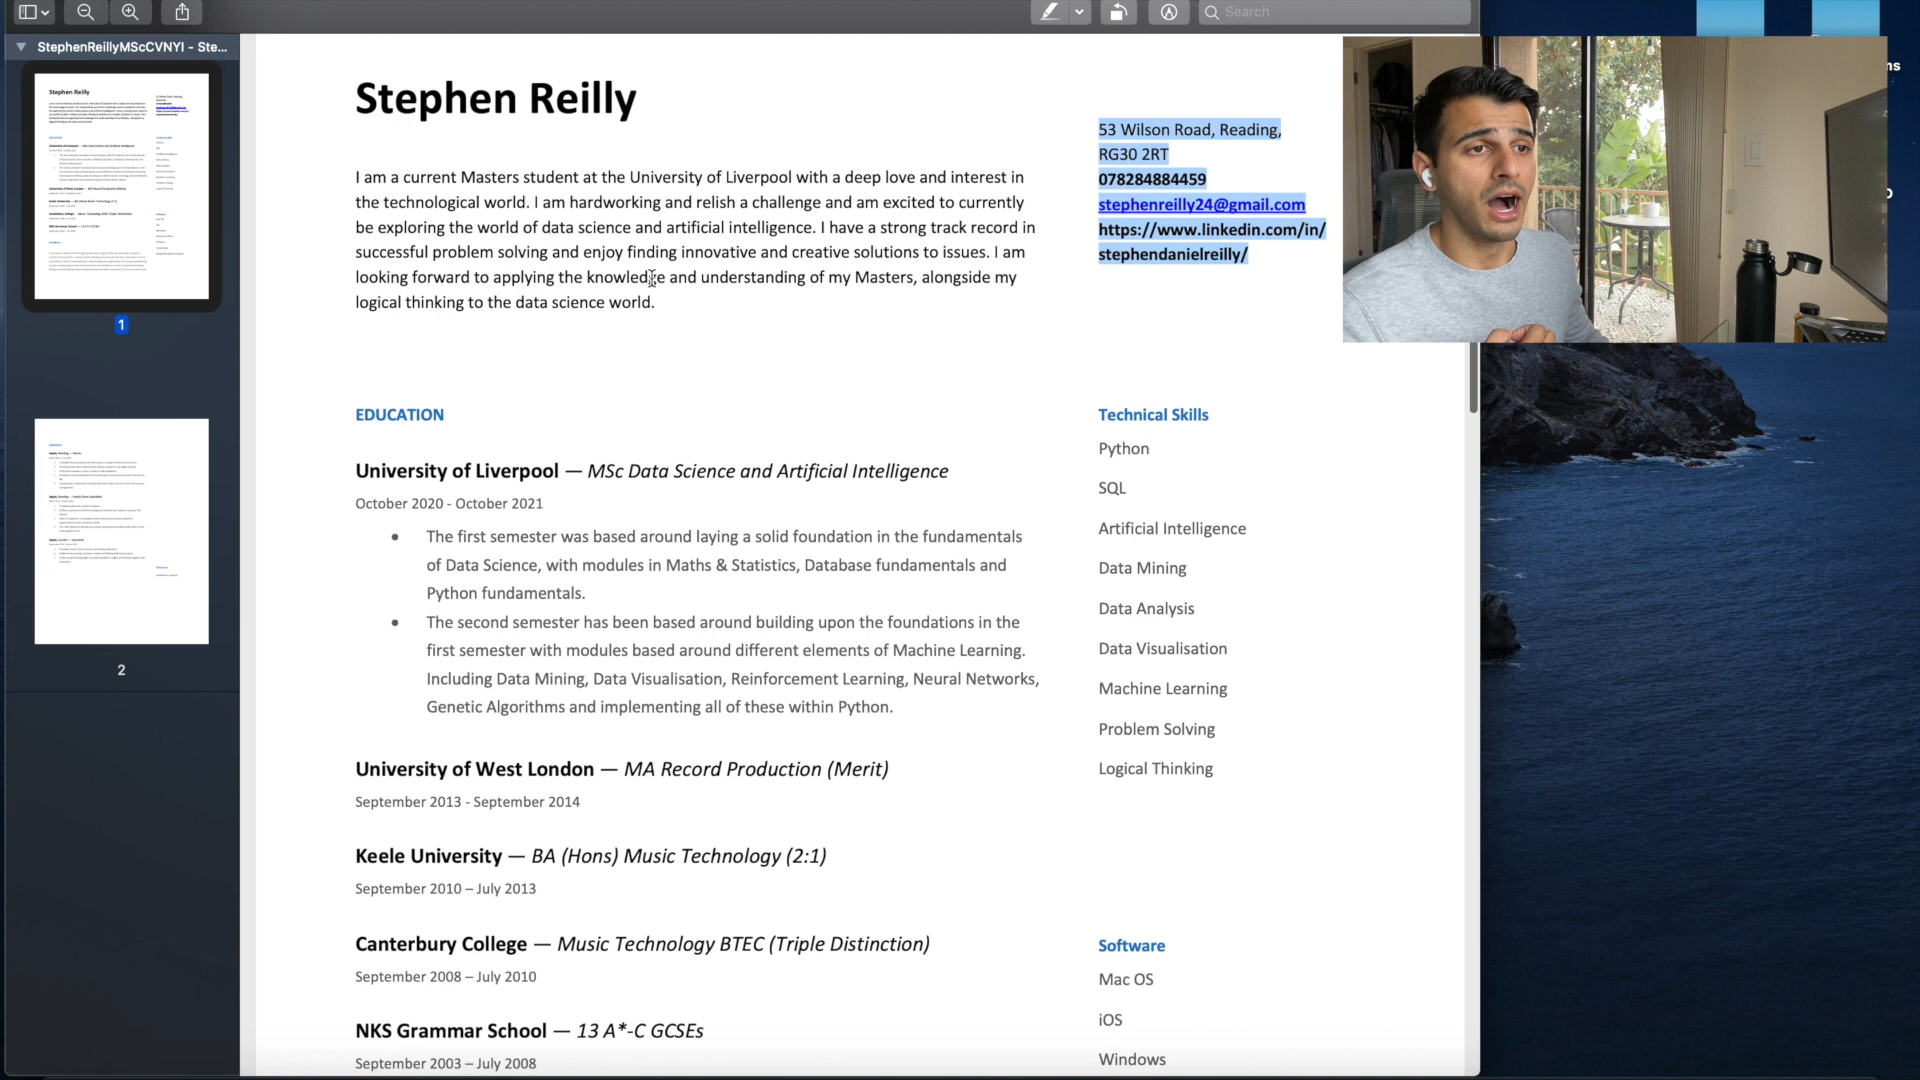 Search
StephenReillyMScCVNYI - Ste...
1
2
Stephen Reilly
I am a current Masters student at the University of Liverpool with a deep love and interest in
the technological world. I am hardworking and relish a challenge and am excited to currently
be exploring the world of data science and artificial intelligence. I have a strong track record in
successful problem solving and enjoy finding innovative and creative solutions to issues. I am
looking forward to applying the knowledge and understanding of my Masters, alongside my
logical thinking to the data science world.
53 Wilson Road, Reading,
RG30 2RT
078284884459
stephenreilly24@gmail.com
https://www.linkedin.com/in/
stephendanielreilly/
EDUCATION
University of Liverpool — MSc Data Science and Artificial Intelligence
October 2020 - October 2021
• The first semester was based around laying a solid foundation in the fundamentals
of Data Science, with modules in Maths & Statistics, Database fundamentals and
Python fundamentals.
• The second semester has been based around building upon the foundations in the
first semester with modules based around different elements of Machine Learning.
Including Data Mining, Data Visualisation, Reinforcement Learning, Neural Networks,
Genetic Algorithms and implementing all of these within Python.
University of West London — MA Record Production (Merit)
September 2013 - September 2014
Keele University — BA (Hons) Music Technology (2:1)
September 2010 – July 2013
Canterbury College — Music Technology BTEC (Triple Distinction)
September 2008 – July 2010
NKS Grammar School — 13 A*-C GCSEs
September 2003 – July 2008
Technical Skills
Python
SQL
Artificial Intelligence
Data Mining
Data Analysis
Data Visualisation
Machine Learning
Problem Solving
Logical Thinking
Software
Mac OS
iOS
Windows